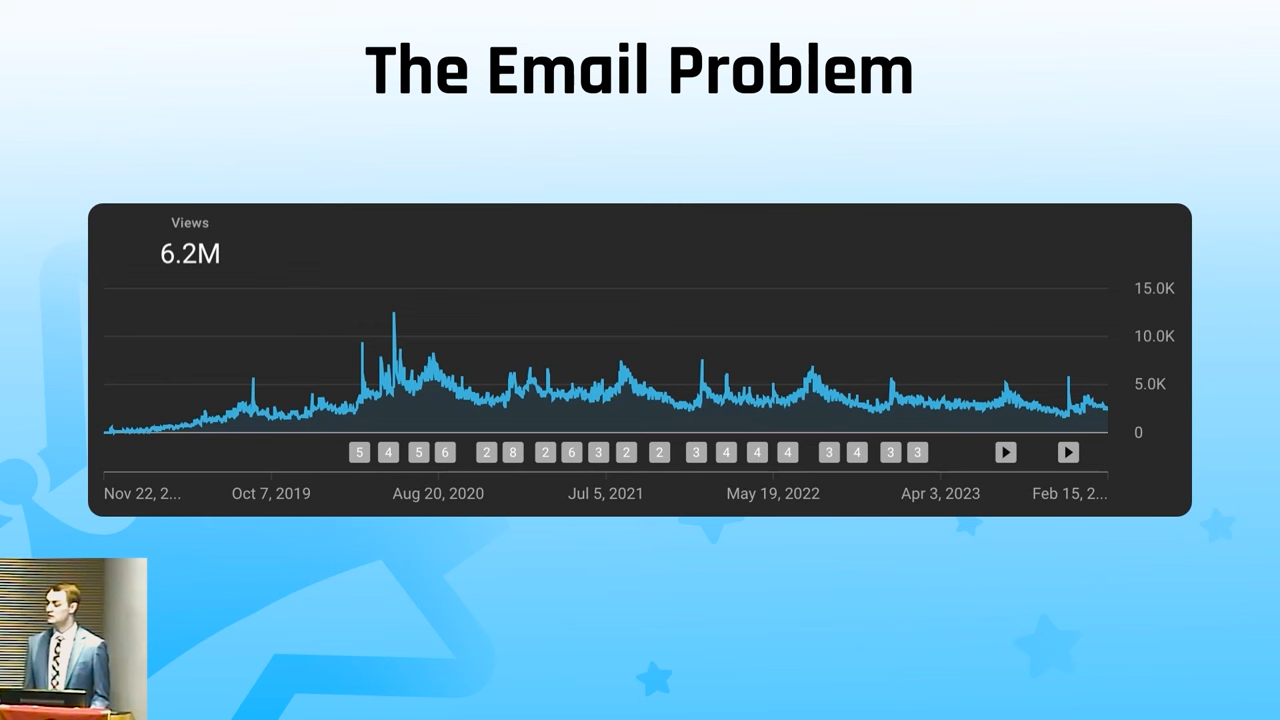 The Email Problem
Views
6.2M
15.0K
10.0K
5.0K
0
5 4 5 6 2 8 2 6 3 2 2 3 4 4 4 3 4 3 3
Nov 22, 2... Oct 7, 2019 Aug 20, 2020 Jul 5, 2021 May 19, 2022 Apr 3, 2023 Feb 15, 2...